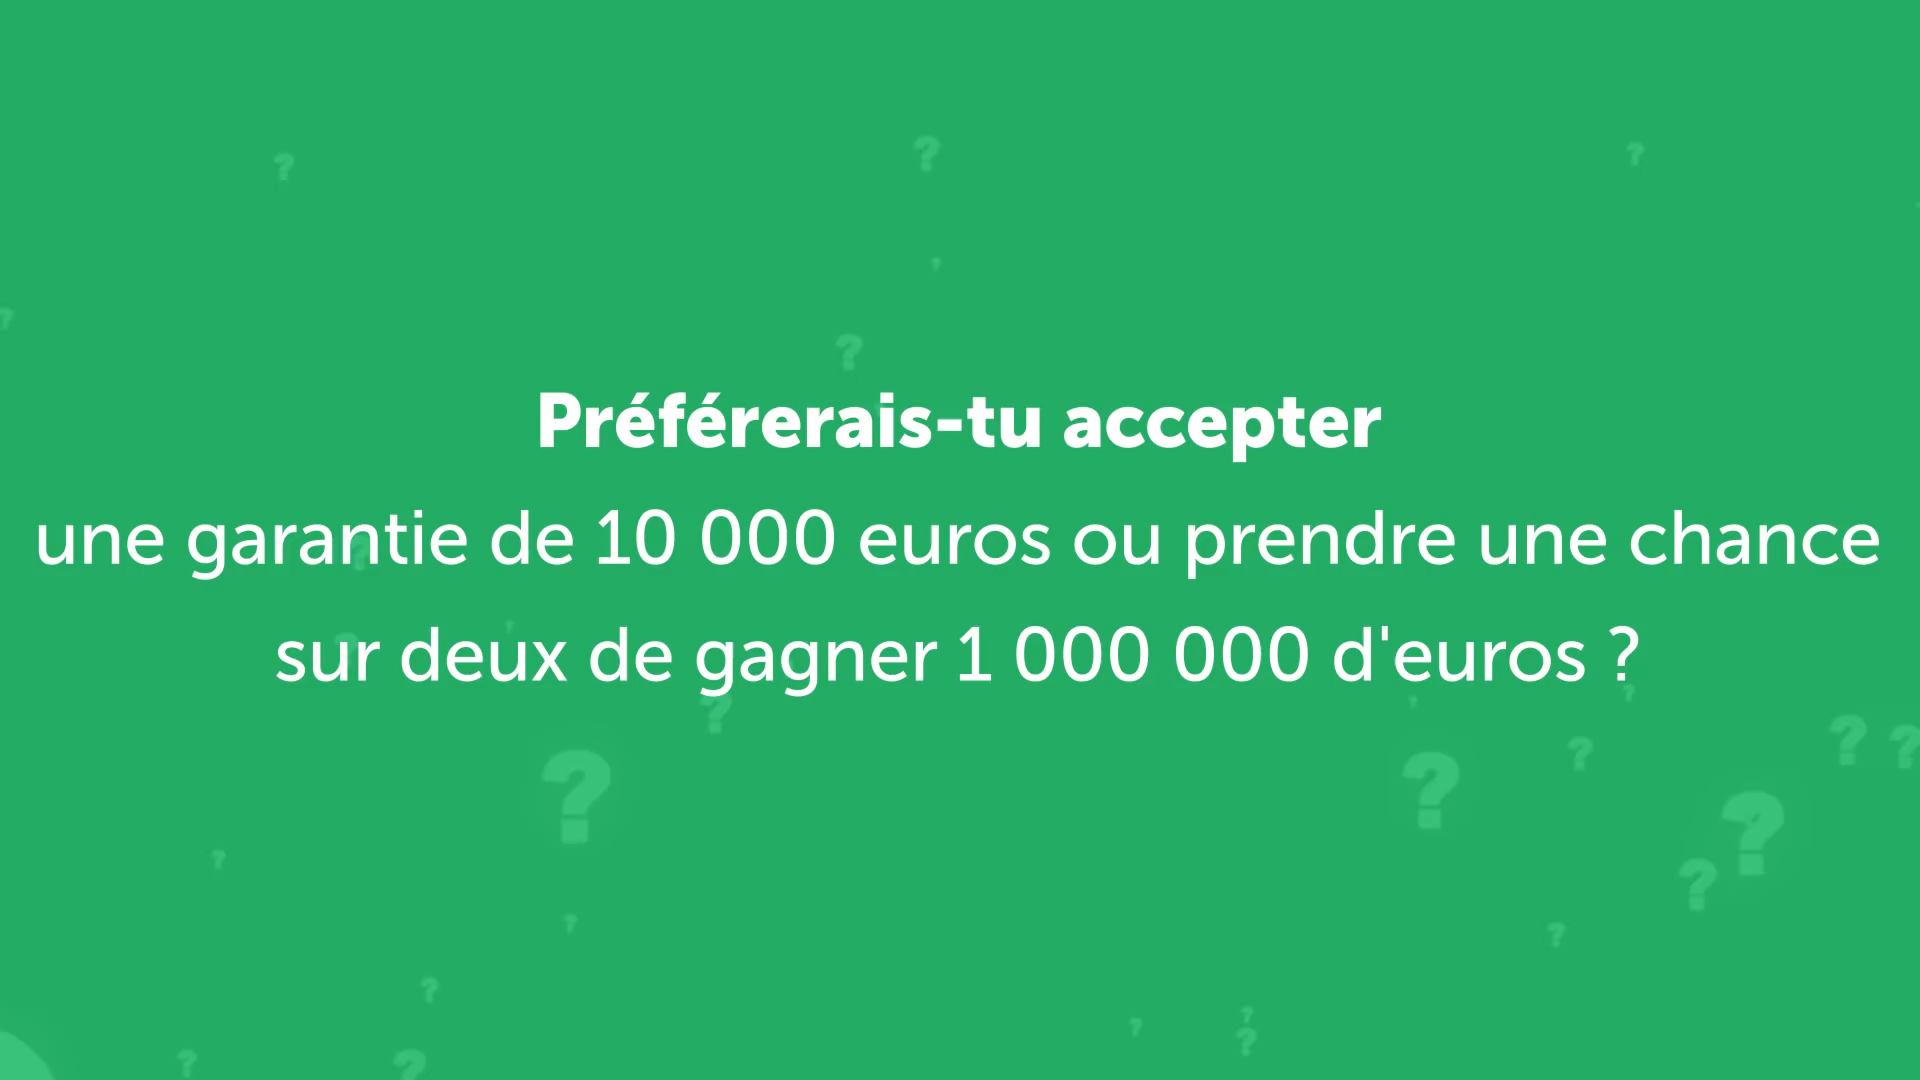 Préférerais-tu accepter
une garantie de 10 000 euros ou prendre une chance
sur deux de gagner 1 000 000 d'euros ?